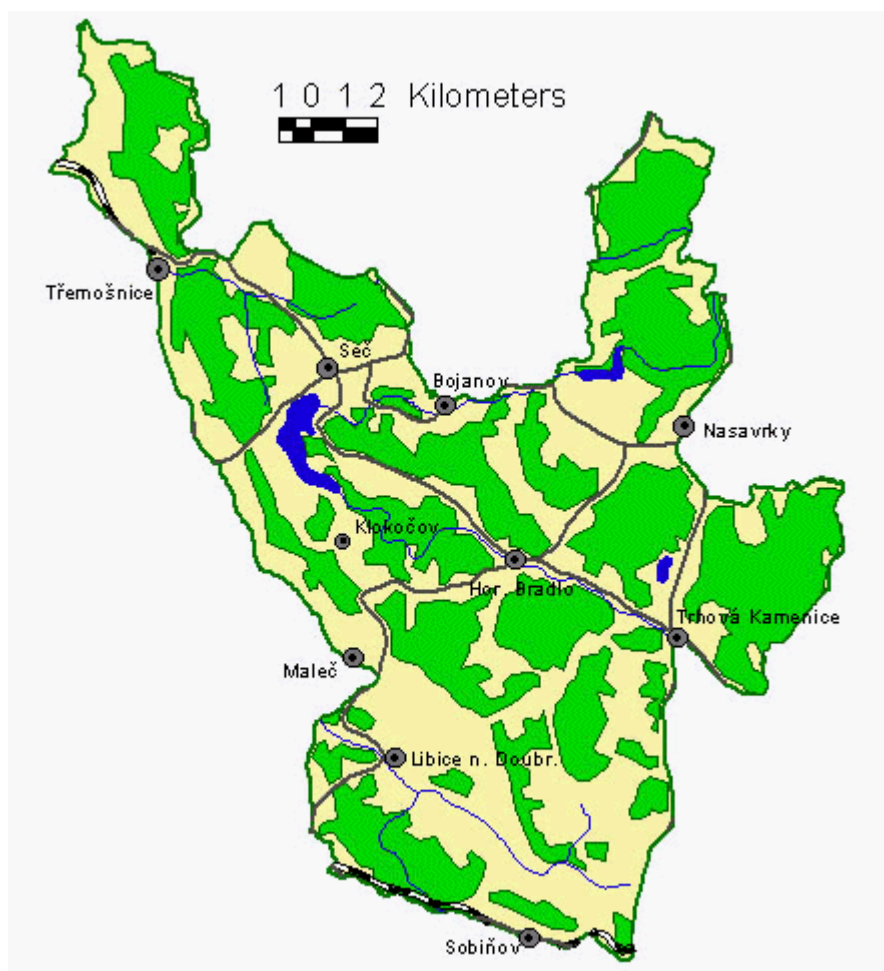 1 0 1 2 Kilometers
Třemošnice
Seč
Bojanov
Nasavrky
Klokočov
Hor. Bradlo
Trhová Kamenice
Maleč
Libice n. Doubr.
Sobiňov